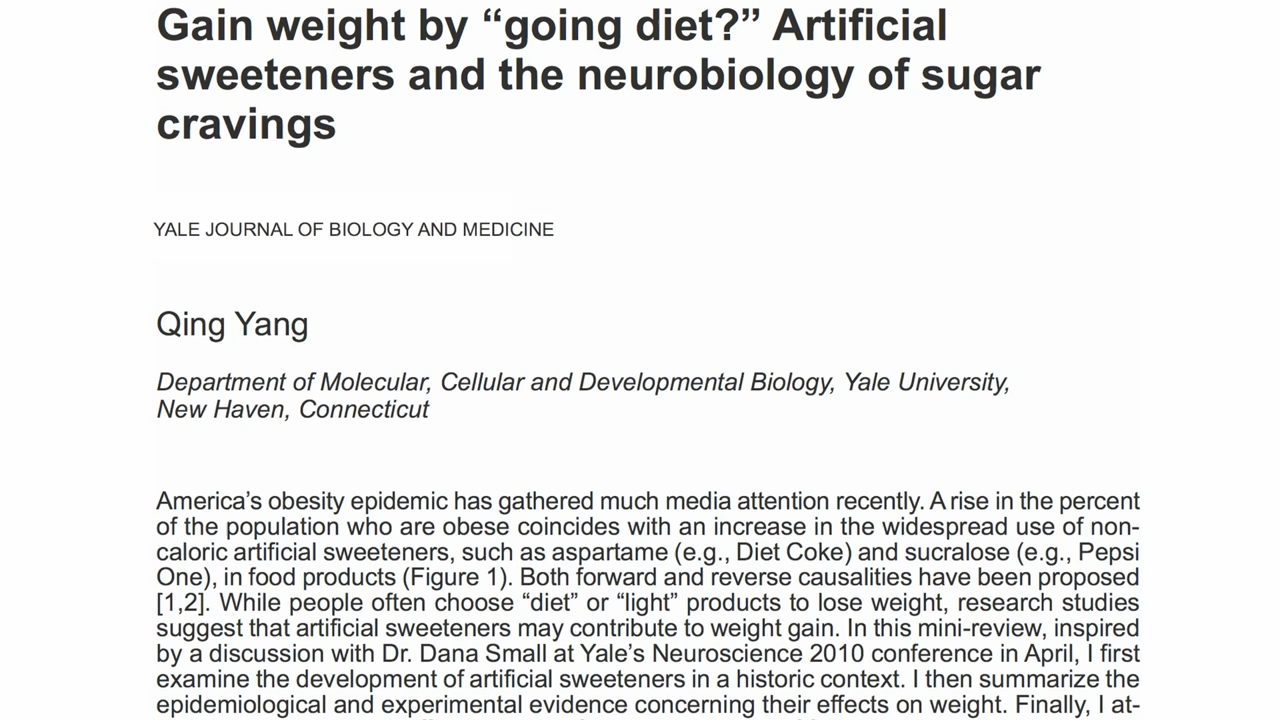 Gain weight by “going diet?” Artificial
sweeteners and the neurobiology of sugar
cravings
YALE JOURNAL OF BIOLOGY AND MEDICINE
Qing Yang
Department of Molecular, Cellular and Developmental Biology, Yale University,
New Haven, Connecticut
America’s obesity epidemic has gathered much media attention recently. A rise in the percent
of the population who are obese coincides with an increase in the widespread use of non-
caloric artificial sweeteners, such as aspartame (e.g., Diet Coke) and sucralose (e.g., Pepsi
One), in food products (Figure 1). Both forward and reverse causalities have been proposed
[1,2]. While people often choose “diet” or “light” products to lose weight, research studies
suggest that artificial sweeteners may contribute to weight gain. In this mini-review, inspired
by a discussion with Dr. Dana Small at Yale’s Neuroscience 2010 conference in April, I first
examine the development of artificial sweeteners in a historic context. I then summarize the
epidemiological and experimental evidence concerning their effects on weight. Finally, I at-